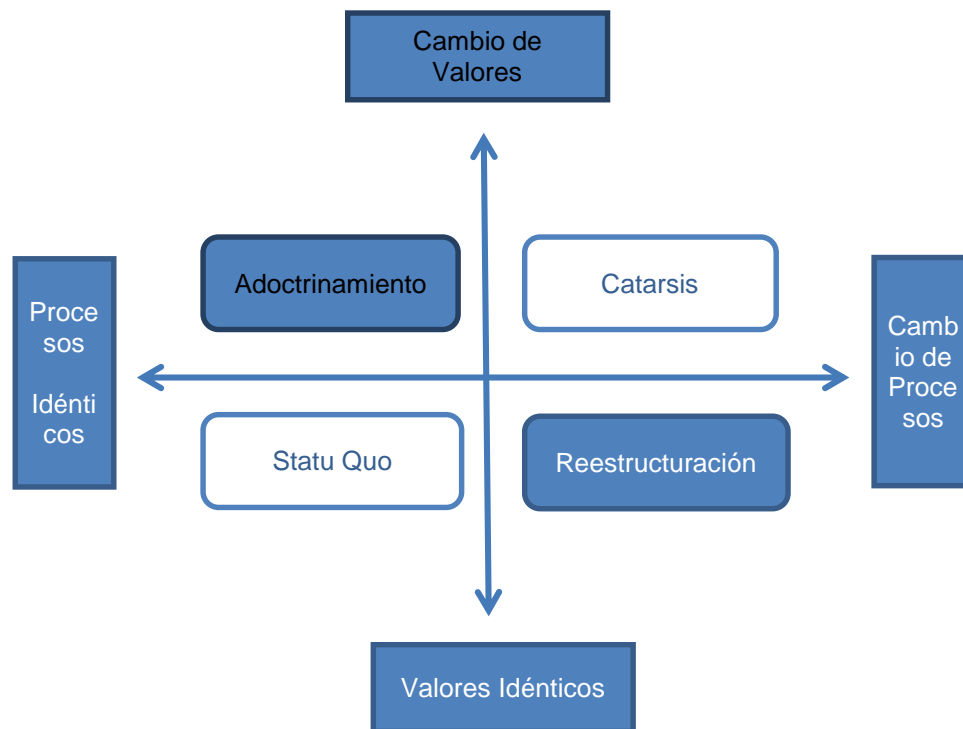 Cambio de
Valores
Adoctrinamiento
Catarsis
Proce
sos
Idénti
cos
Camb
io de
Proce
sos
Statu Quo
Reestructuración
Valores Idénticos